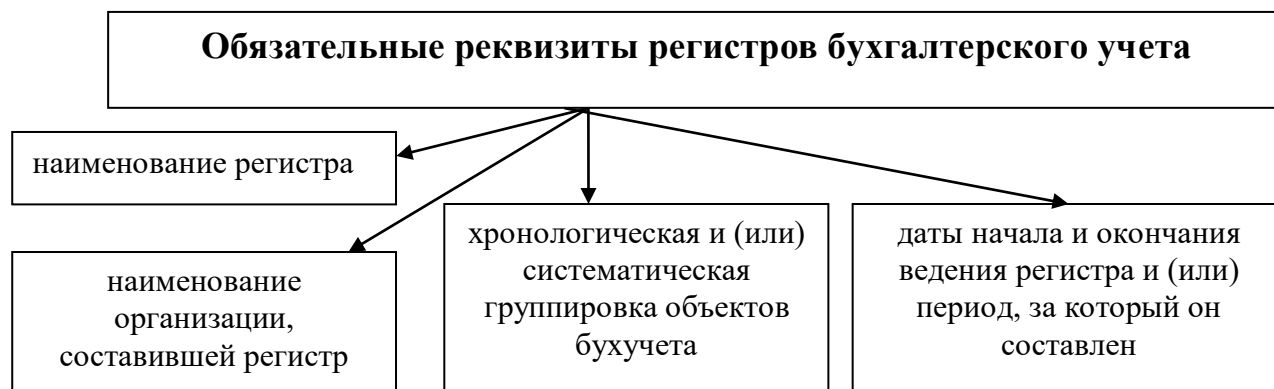 Обязательные реквизиты регистров бухгалтерского учета
наименование регистра
наименование
организации,
составившей регистр
хронологическая и (или)
систематическая
группировка объектов
бухучета
даты начала и окончания
ведения регистра и (или)
период, за который он
составлен